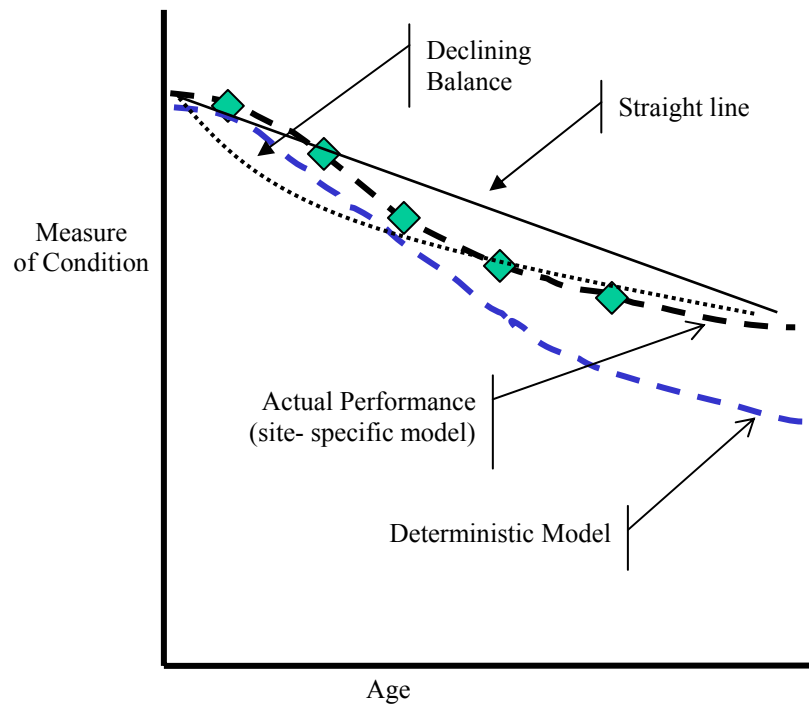 Declining
Balance
Straight line
Measure
of Condition
Actual Performance
(site- specific model)
Deterministic Model
Age